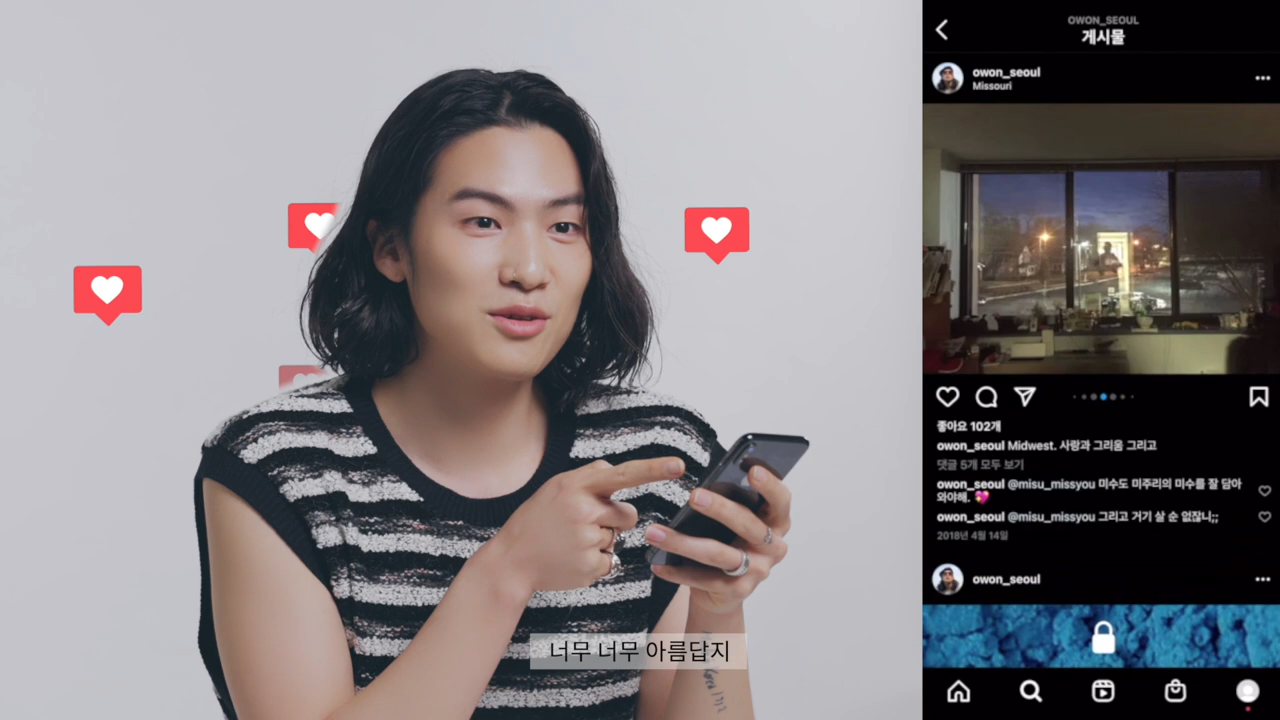 너무 너무 아름답지
OWON_SEOUL
게시물
owon_seoul
Missouri
좋아요 102개
owon_seoul Midwest. 사랑과 그리움 그리고
댓글 5개 모두 보기
owon_seoul @misu_missyou 미수도 미주리의 미수를 잘 담아
와야해. 💖
owon_seoul @misu_missyou 그리고 거기 살 순 없잖니;;
2018년 4월 14일
owon_seoul